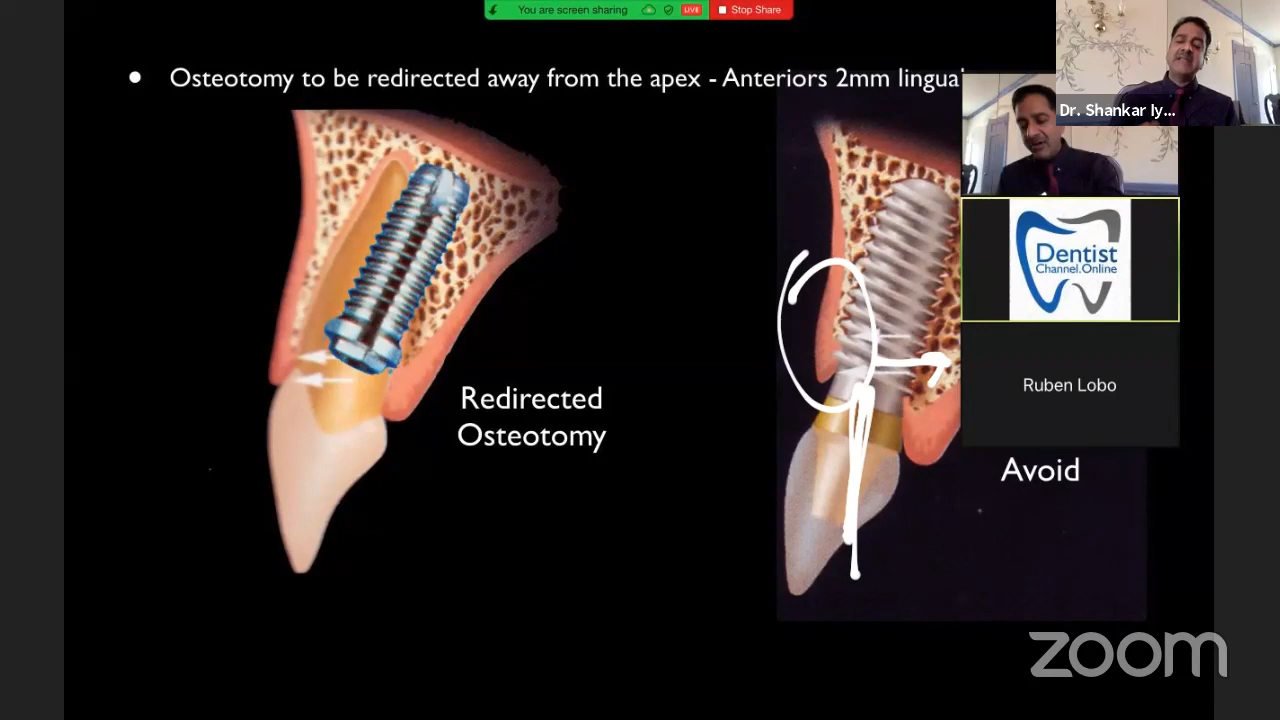 You are screen sharing LIVE Stop Share
• Osteotomy to be redirected away from the apex - Anteriors 2mm lingual
Dr. Shankar Iy...
Dentist
Channel.Online
Ruben Lobo
Redirected
Osteotomy
Avoid
zoom